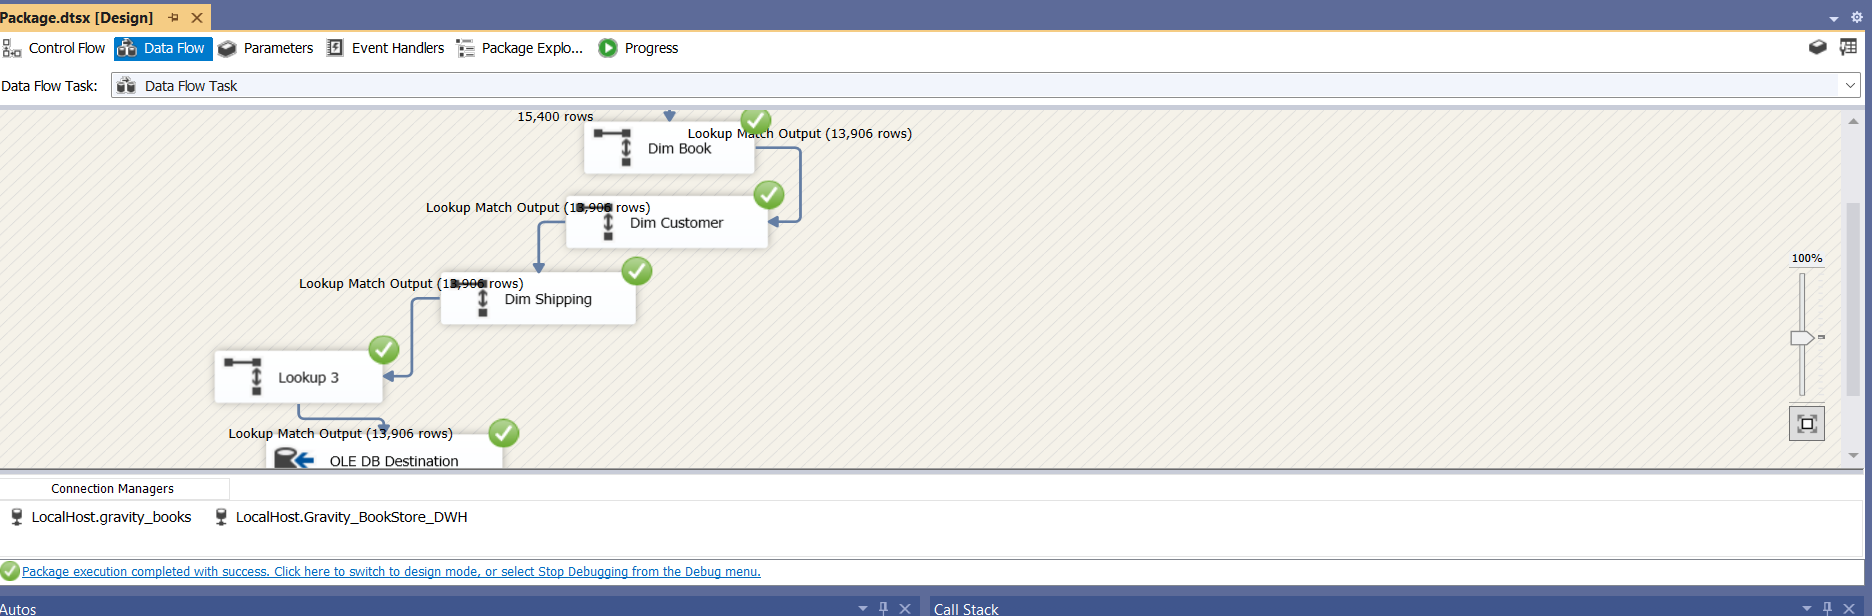 Package.dtsx [Design]
Control Flow Data Flow Parameters Event Handlers Package Explo... Progress
Data Flow Task: Data Flow Task
15,400 rows
Lookup Match Output (13,906 rows)
Dim Book
Lookup Match Output (13,906 rows)
Dim Customer
Lookup Match Output (13,906 rows)
Dim Shipping
Lookup 3
Lookup Match Output (13,906 rows)
OLE DB Destination
100%
Connection Managers
LocalHost.gravity_books LocalHost.Gravity_BookStore_DWH
Package execution completed with success. Click here to switch to design mode, or select Stop Debugging from the Debug menu.
Autos Call Stack